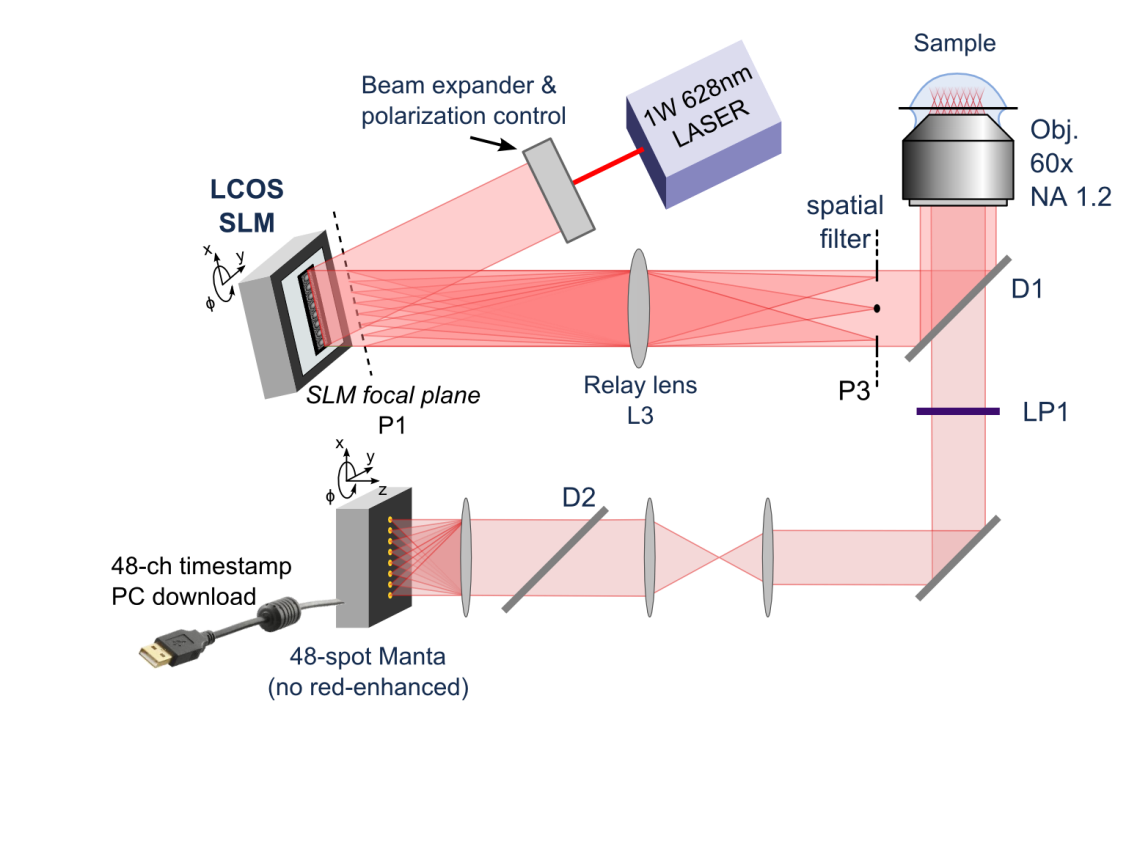 Sample
Beam expander &
polarization control
1W 628nm
LASER
Obj.
60x
NA 1.2
LCOS
SLM
x
y
ϕ
spatial
filter
D1
SLM focal plane
P1
Relay lens
L3
P3
LP1
x
y
z
ϕ
D2
48-ch timestamp
PC download
48-spot Manta
(no red-enhanced)